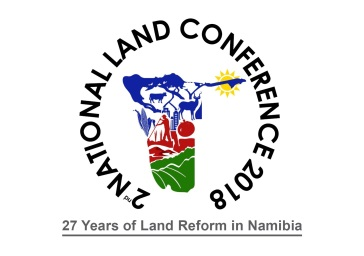 2nd NATIONAL LAND CONFERENCE 2018
27 Years of Land Reform in Namibia